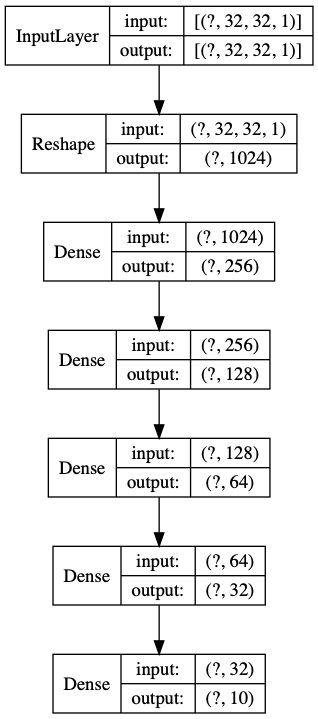 InputLayer
input: [(?, 32, 32, 1)]
output: [(?, 32, 32, 1)]
Reshape
input: (?, 32, 32, 1)
output: (?, 1024)
Dense
input: (?, 1024)
output: (?, 256)
Dense
input: (?, 256)
output: (?, 128)
Dense
input: (?, 128)
output: (?, 64)
Dense
input: (?, 64)
output: (?, 32)
Dense
input: (?, 32)
output: (?, 10)